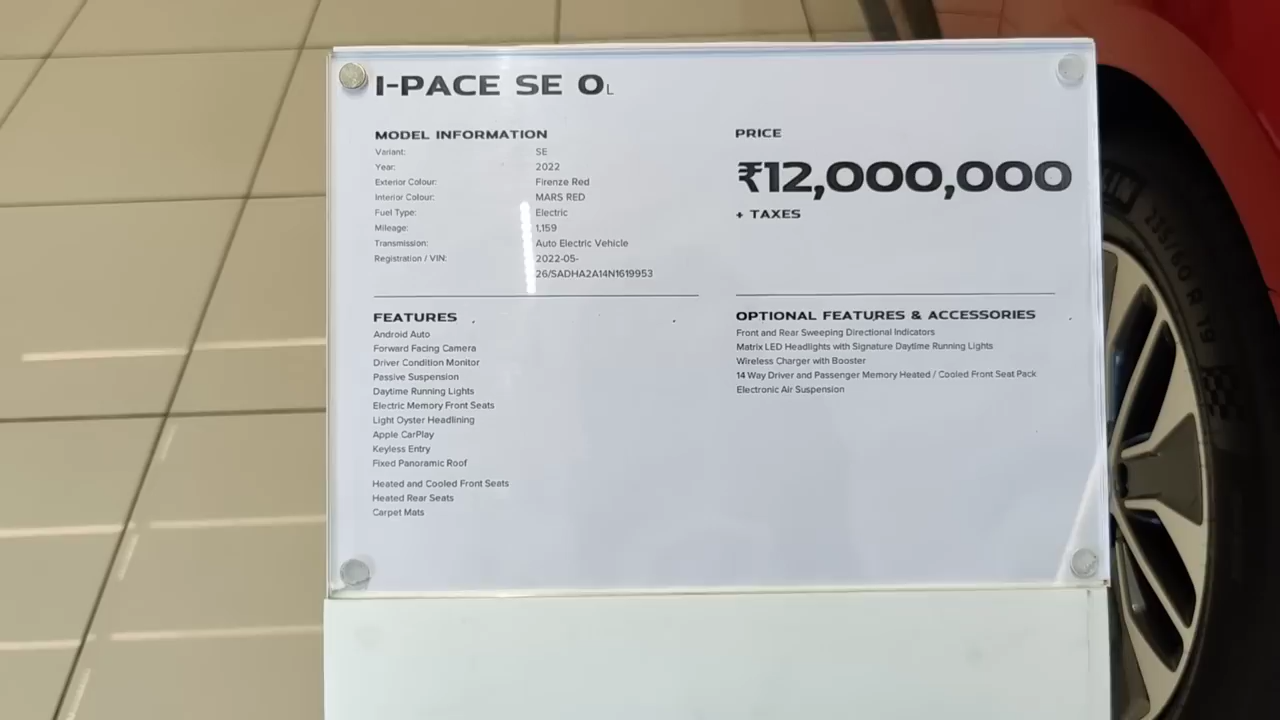 I-PACE SE 0L
MODEL INFORMATION
Variant: SE
Year: 2022
Exterior Colour: Firenze Red
Interior Colour: MARS RED
Fuel Type: Electric
Mileage: 1,159
Transmission: Auto Electric Vehicle
Registration / VIN: 2022-05-
26/SADHA2A14N1619953
PRICE
₹12,000,000
+ TAXES
FEATURES
Android Auto
Forward Facing Camera
Driver Condition Monitor
Passive Suspension
Daytime Running Lights
Electric Memory Front Seats
Light Oyster Headlining
Apple CarPlay
Keyless Entry
Fixed Panoramic Roof
Heated and Cooled Front Seats
Heated Rear Seats
Carpet Mats
OPTIONAL FEATURES & ACCESSORIES
Front and Rear Sweeping Directional Indicators
Matrix LED Headlights with Signature Daytime Running Lights
Wireless Charger with Booster
14 Way Driver and Passenger Memory Heated / Cooled Front Seat Pack
Electronic Air Suspension
235/60 R 19